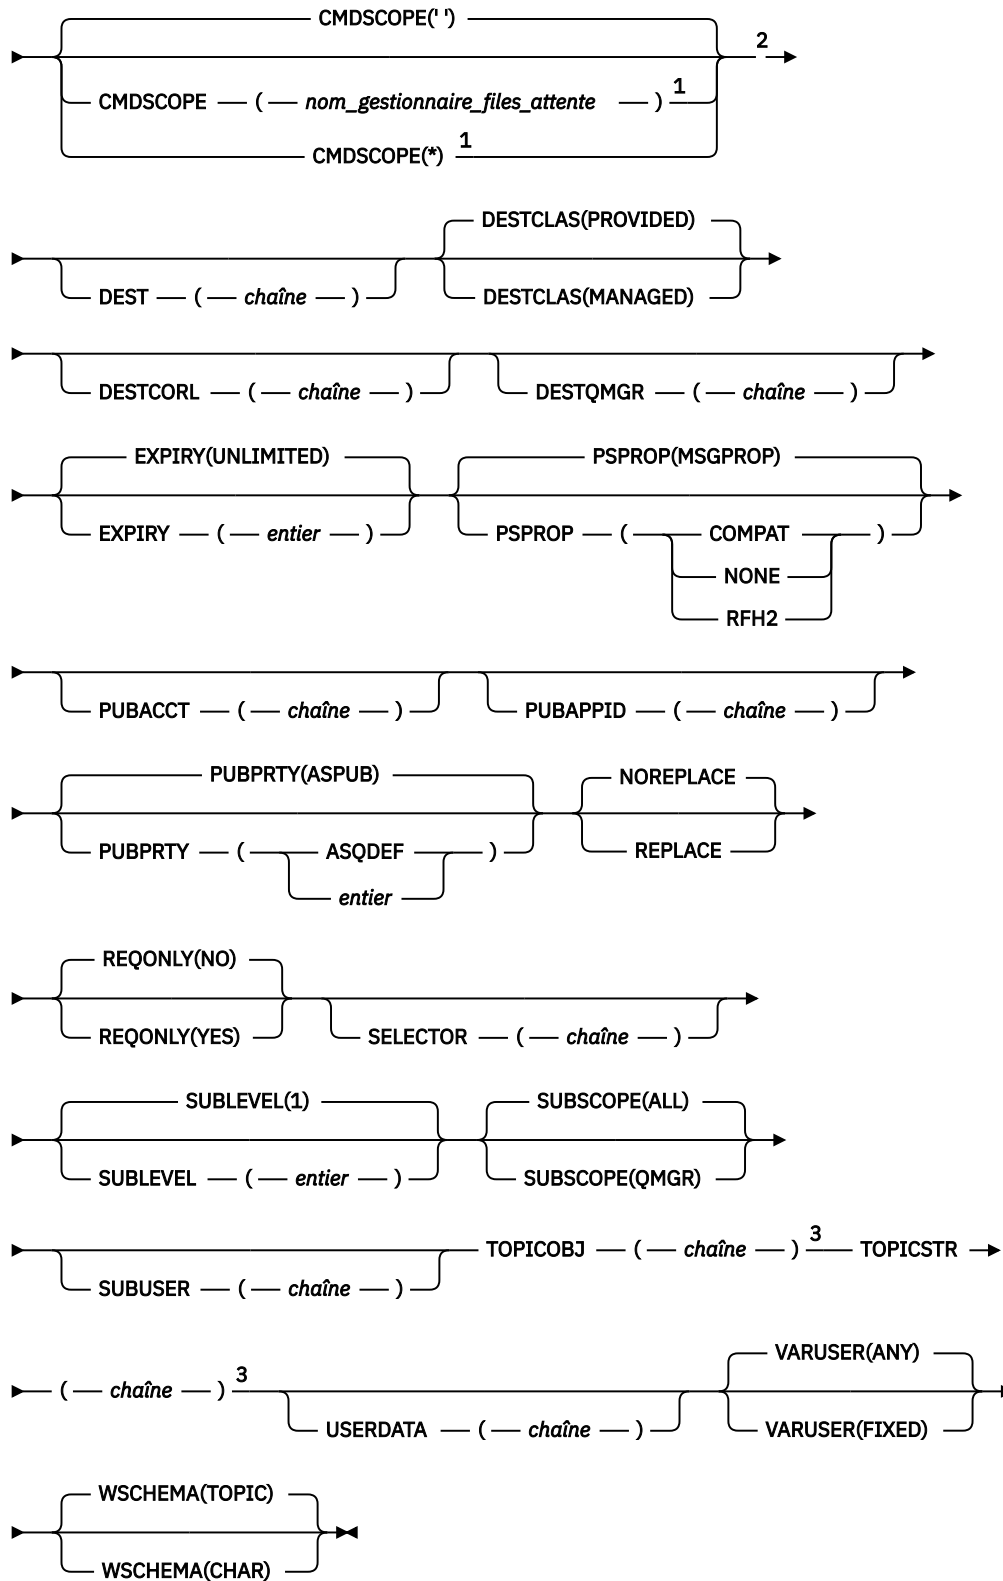 CMDSCOPE(' ')
2
CMDSCOPE ( nom_gestionnaire_files_attente ) 1
CMDSCOPE(*) 1
DESTCLAS(PROVIDED)
DEST ( chaîne ) DESTCLAS(MANAGED)
DESTCORL ( chaîne ) DESTQMGR ( chaîne )
EXPIRY(UNLIMITED) PSPROP(MSGPROP)
EXPIRY ( entier ) PSPROP ( COMPAT )
NONE
RFH2
PUBACCT ( chaîne ) PUBAPPID ( chaîne )
PUBPRTY(ASPUB) NOREPLACE
PUBPRTY ( ASQDEF ) REPLACE
entier
REQONLY(NO)
REQONLY(YES) SELECTOR ( chaîne )
SUBLEVEL(1) SUBSCOPE(ALL)
SUBLEVEL ( entier ) SUBSCOPE(QMGR)
TOPICOBJ ( chaîne ) 3 TOPICSTR
SUBUSER ( chaîne )
VARUSER(ANY)
( chaîne ) 3
USERDATA ( chaîne ) VARUSER(FIXED)
WSCHEMA(TOPIC)
WSCHEMA(CHAR)